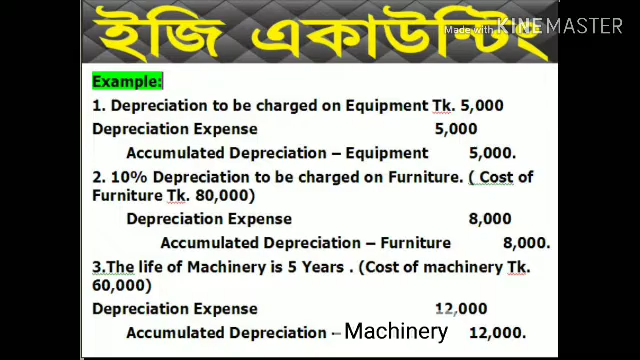 ইজি একাউন্টিং
Made with KINEMASTER
Example:
1. Depreciation to be charged on Equipment Tk. 5,000
Depreciation Expense 5,000
Accumulated Depreciation – Equipment 5,000.
2. 10% Depreciation to be charged on Furniture. ( Cost of
Furniture Tk. 80,000)
Depreciation Expense 8,000
Accumulated Depreciation – Furniture 8,000.
3.The life of Machinery is 5 Years . (Cost of machinery Tk.
60,000)
Depreciation Expense 12,000
Accumulated Depreciation – Machinery 12,000.